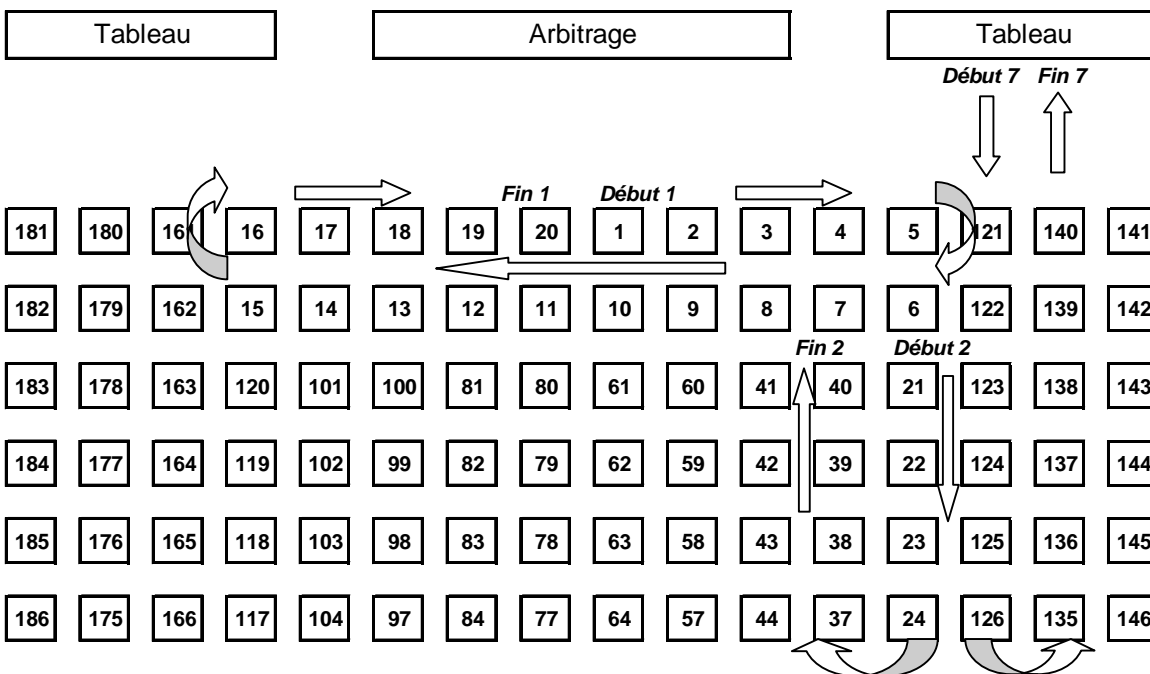 Tableau Arbitrage Tableau
Début 7 Fin 7
Fin 1 Début 1
181 180 16 16 17 18 19 20 1 2 3 4 5 121 140 141
182 179 162 15 14 13 12 11 10 9 8 7 6 122 139 142
Fin 2 Début 2
183 178 163 120 101 100 81 80 61 60 41 40 21 123 138 143
184 177 164 119 102 99 82 79 62 59 42 39 22 124 137 144
185 176 165 118 103 98 83 78 63 58 43 38 23 125 136 145
186 175 166 117 104 97 84 77 64 57 44 37 24 126 135 146